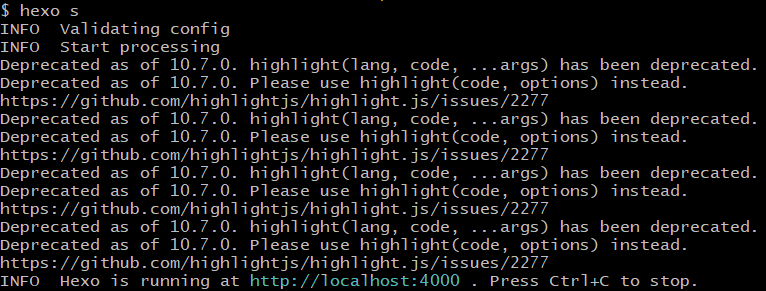 $ hexo s
INFO  Validating config
INFO  Start processing
Deprecated as of 10.7.0. highlight(lang, code, ...args) has been deprecated.
Deprecated as of 10.7.0. Please use highlight(code, options) instead.
https://github.com/highlightjs/highlight.js/issues/2277
Deprecated as of 10.7.0. highlight(lang, code, ...args) has been deprecated.
Deprecated as of 10.7.0. Please use highlight(code, options) instead.
https://github.com/highlightjs/highlight.js/issues/2277
Deprecated as of 10.7.0. highlight(lang, code, ...args) has been deprecated.
Deprecated as of 10.7.0. Please use highlight(code, options) instead.
https://github.com/highlightjs/highlight.js/issues/2277
Deprecated as of 10.7.0. highlight(lang, code, ...args) has been deprecated.
Deprecated as of 10.7.0. Please use highlight(code, options) instead.
https://github.com/highlightjs/highlight.js/issues/2277
INFO  Hexo is running at http://localhost:4000 . Press Ctrl+C to stop.